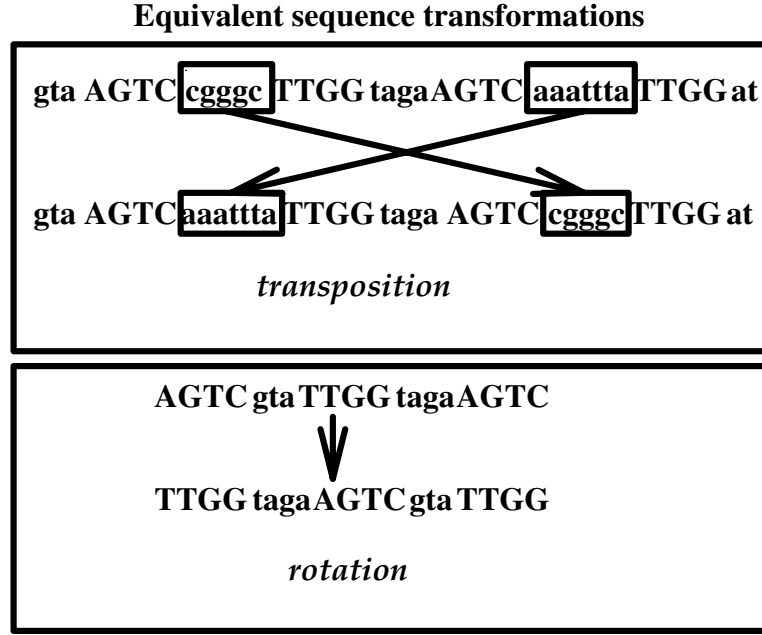 Equivalent sequence transformations
gta AGTC cgggc TTGG taga AGTC aaattta TTGG at
gta AGTC aaattta TTGG taga AGTC cgggc TTGG at
transposition
AGTC gta TTGG taga AGTC
TTGG taga AGTC gta TTGG
rotation